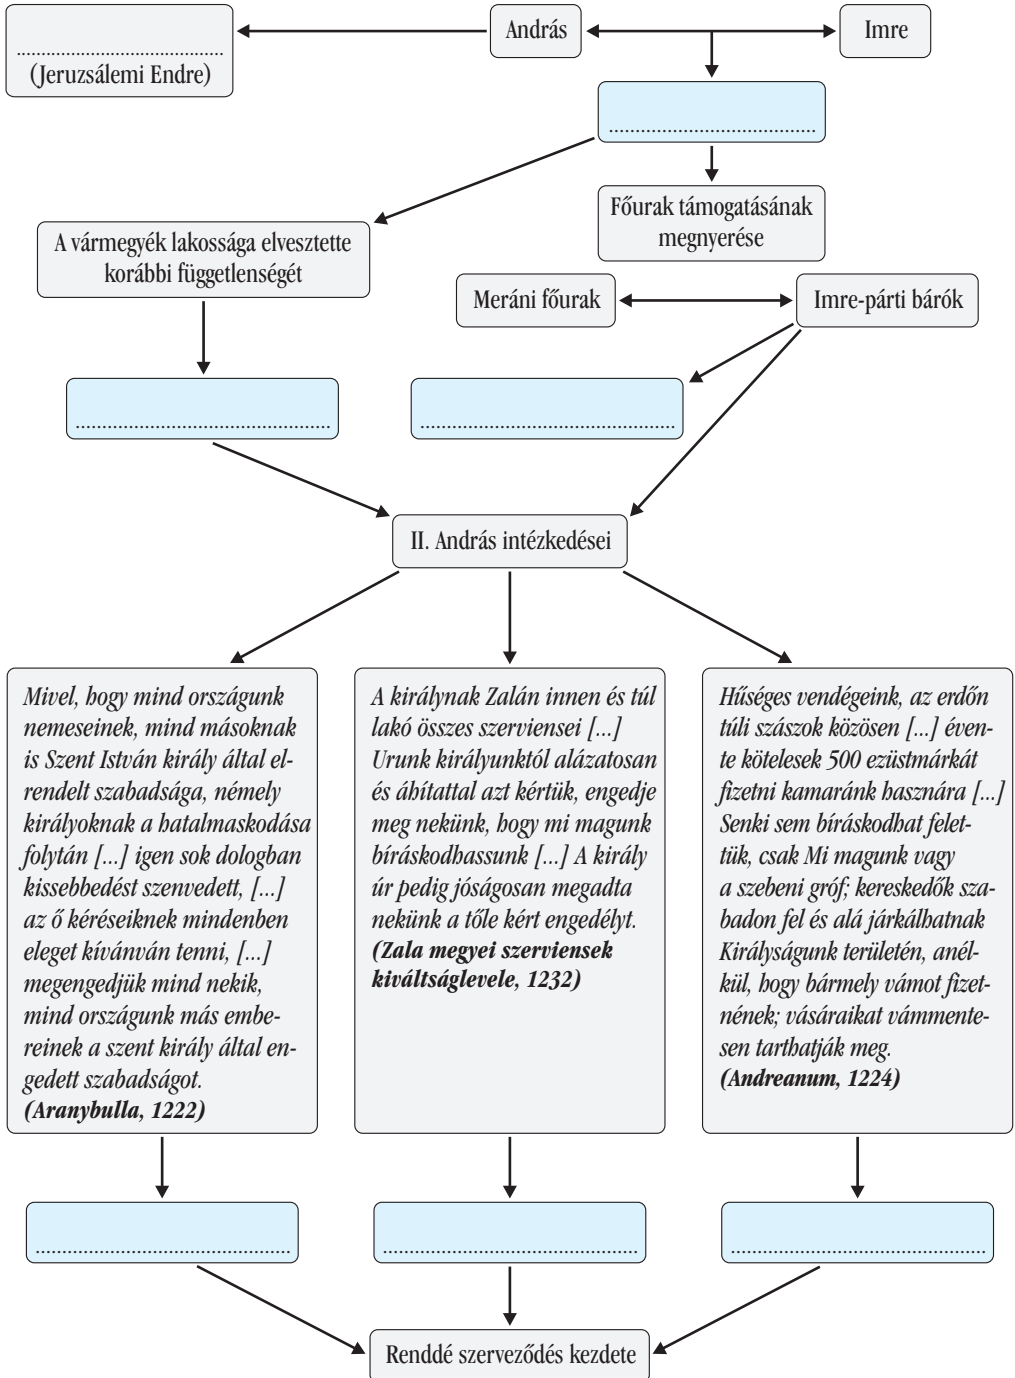 András
Imre
..........................................
(Jeruzsálemi Endre)
..........................................
Főurak támogatásának
megnyerése
A vármegyék lakossága elvesztette
korábbi függetlenségét
Meráni főurak
Imre-párti bárók
....................................................
....................................................
II. András intézkedései
Mivel, hogy mind országunk
nemeseinek, mind másoknak
is Szent István király által el-
rendelt szabadsága, némely
királyoknak a hatalmaskodása
folytán [...] igen sok dologban
kissebbedést szenvedett, [...]
az ő kéréseiknek mindenben
eleget kívánván tenni, [...]
megengedjük mind nekik,
mind országunk más embe-
reinek a szent király által en-
gedett szabadságot.
(Aranybulla, 1222)
A királynak Zalán innen és túl
lakó összes szerviensei [...]
Urunk királyunktól alázatosan
és áhítattal azt kértük, engedje
meg nekünk, hogy mi magunk
bíráskodhassunk [...] A király
úr pedig jóságosan megadta
nekünk a tőle kért engedélyt.
(Zala megyei szerviensek
kiváltságlevele, 1232)
Hűséges vendégeink, az erdőn
túli szászok közösen [...] éven-
te kötelesek 500 ezüstmárkát
fizetni kamaránk hasznára [...]
Senki sem bíráskodhat felet-
tük, csak Mi magunk vagy
a szebeni gróf; kereskedők sza-
badon fel és alá járkálhatnak
Királyságunk területén, anél-
kül, hogy bármely vámot fizet-
nének; vásáraikat vámmente-
sen tarthatják meg.
(Andreanum, 1224)
....................................................
....................................................
....................................................
Renddé szerveződés kezdete